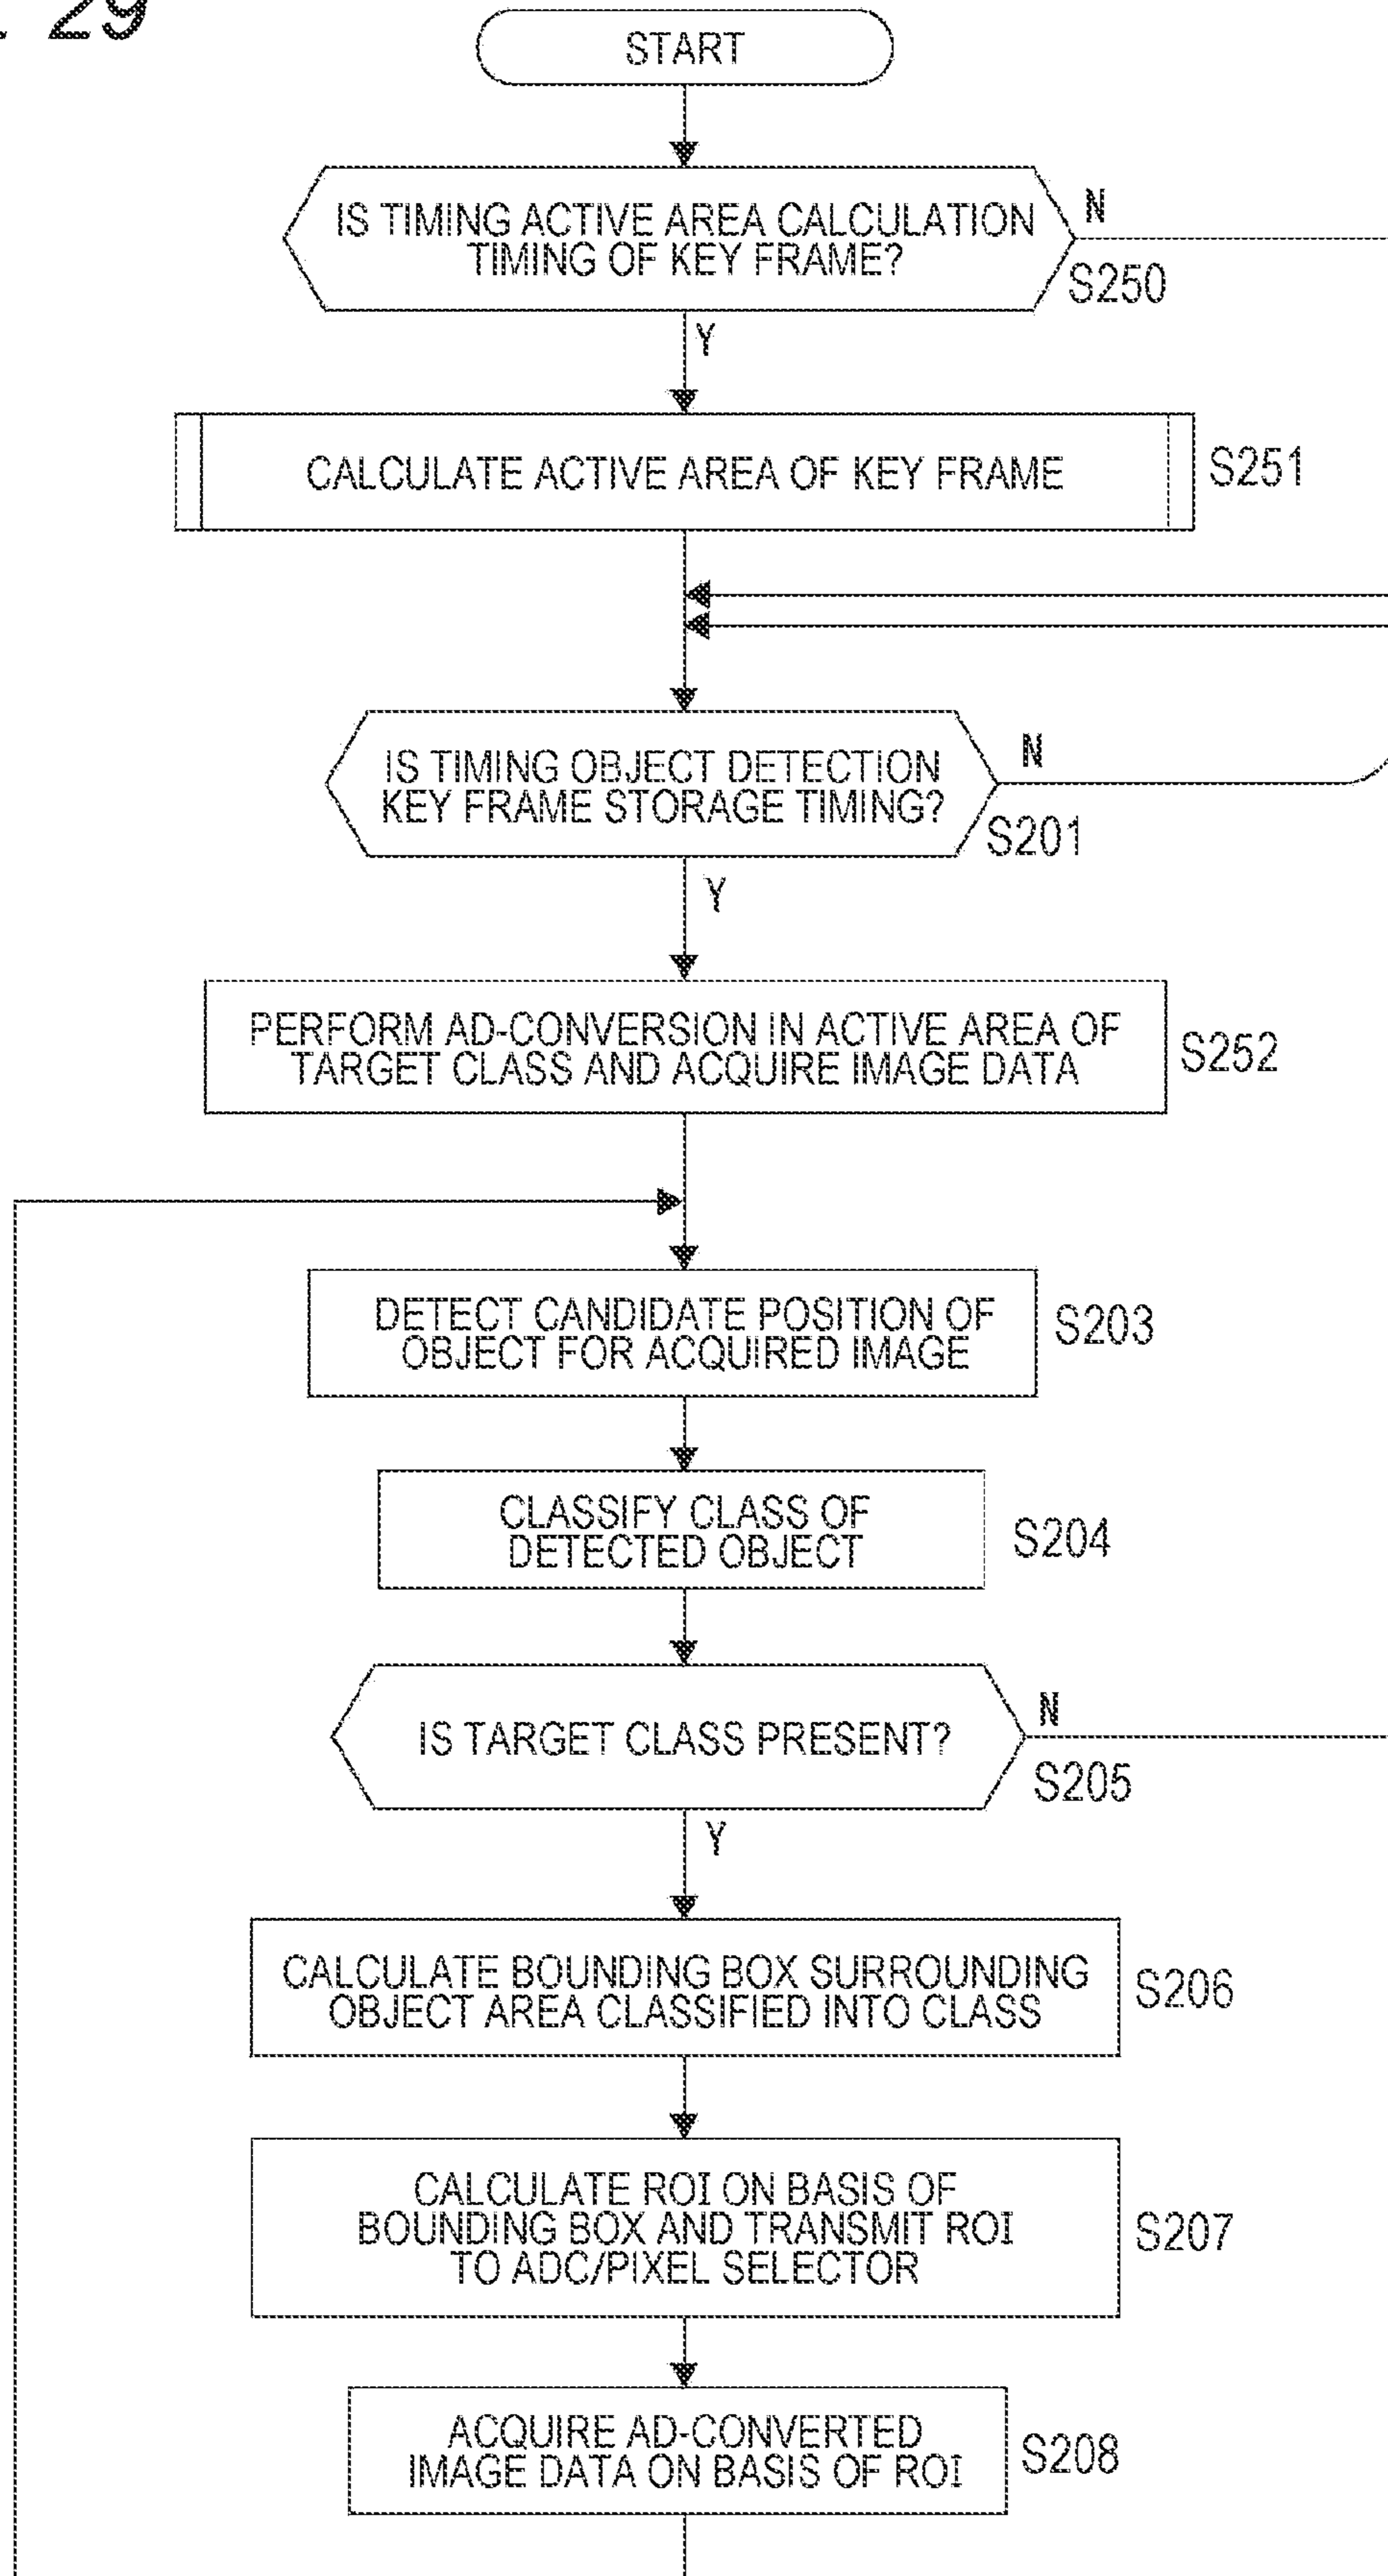 29
START
IS TIMING ACTIVE AREA CALCULATION
TIMING OF KEY FRAME?
N
S250
Y
CALCULATE ACTIVE AREA OF KEY FRAME
S251
IS TIMING OBJECT DETECTION
KEY FRAME STORAGE TIMING?
N
S201
Y
PERFORM AD-CONVERSION IN ACTIVE AREA OF
TARGET CLASS AND ACQUIRE IMAGE DATA
S252
DETECT CANDIDATE POSITION OF
OBJECT FOR ACQUIRED IMAGE
S203
CLASSIFY CLASS OF
DETECTED OBJECT
S204
IS TARGET CLASS PRESENT?
N
S205
Y
CALCULATE BOUNDING BOX SURROUNDING
OBJECT AREA CLASSIFIED INTO CLASS
S206
CALCULATE ROI ON BASIS OF
BOUNDING BOX AND TRANSMIT ROI
TO ADC/PIXEL SELECTOR
S207
ACQUIRE AD-CONVERTED
IMAGE DATA ON BASIS OF ROI
S208